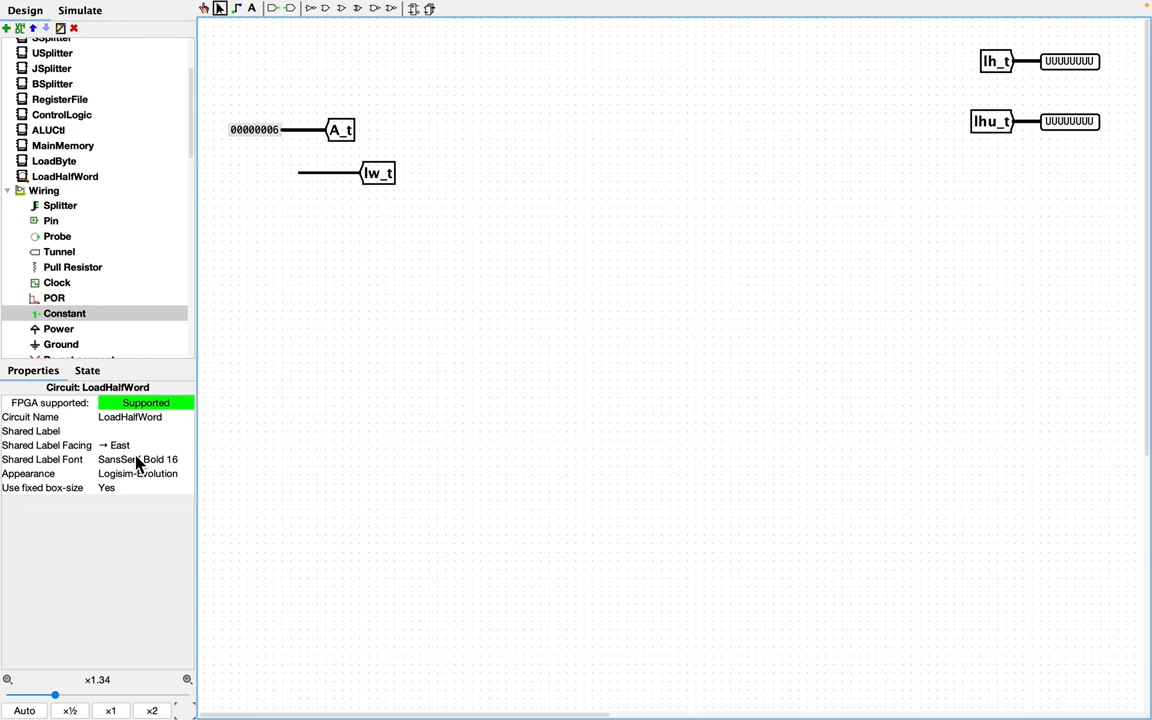 Design Simulate
A
SSplitter
USplitter
JSplitter
BSplitter
RegisterFile
ControlLogic
ALUCtl
MainMemory
LoadByte
LoadHalfWord
Wiring
Splitter
Pin
Probe
Tunnel
Pull Resistor
Clock
POR
Constant
Power
Ground
Properties State
Circuit: LoadHalfWord
FPGA supported: Supported
Circuit Name LoadHalfWord
Shared Label
Shared Label Facing → East
Shared Label Font SansSerif Bold 16
Appearance Logisim-Evolution
Use fixed box-size Yes
x1.34
Auto x½ x1 x2
lh_t UUUUUUUU
lhu_t UUUUUUUU
00000006 A_t
lw_t